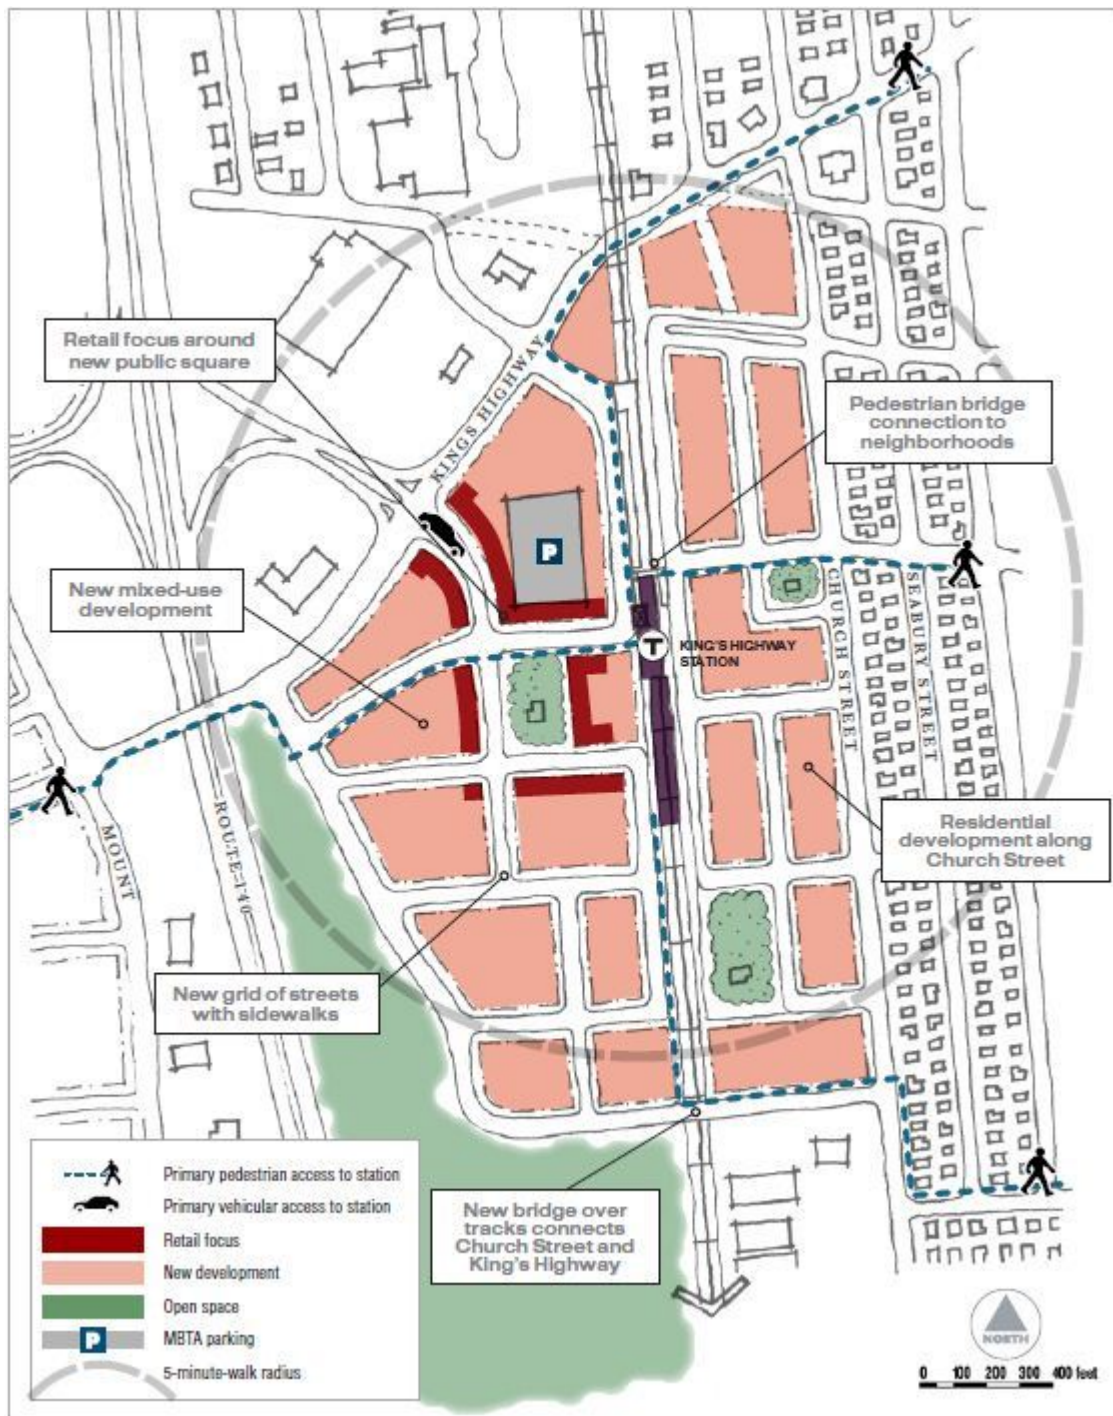 Retail focus around
new public square
KINGS HIGHWAY
Pedestrian bridge
connection to
neighborhoods
P
New mixed-use
development
T
KING'S HIGHWAY
STATION
CHURCH STREET
SEABURY STREET
MOUNT
ROUTE 140
Residential
development along
Church Street
New grid of streets
with sidewalks
New bridge over
tracks connects
Church Street and
King's Highway
Primary pedestrian access to station
Primary vehicular access to station
Retail focus
New development
Open space
P
MBTA parking
5-minute-walk radius
NORTH
0 100 200 300 400 feet